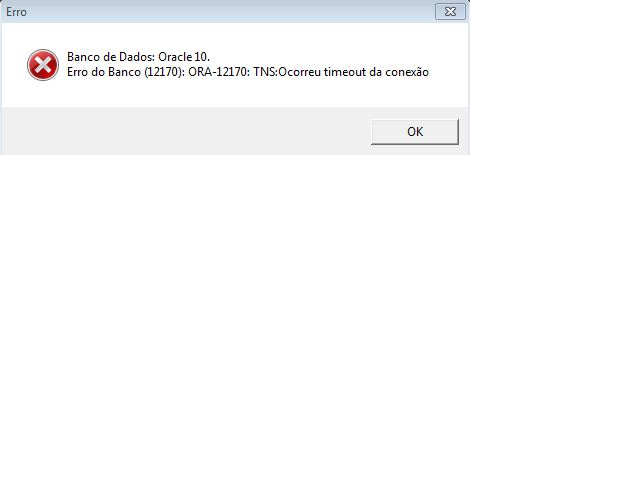 Erro
Banco de Dados: Oracle 10.
Erro do Banco (12170): ORA-12170: TNS:Ocorreu timeout da conexão
OK